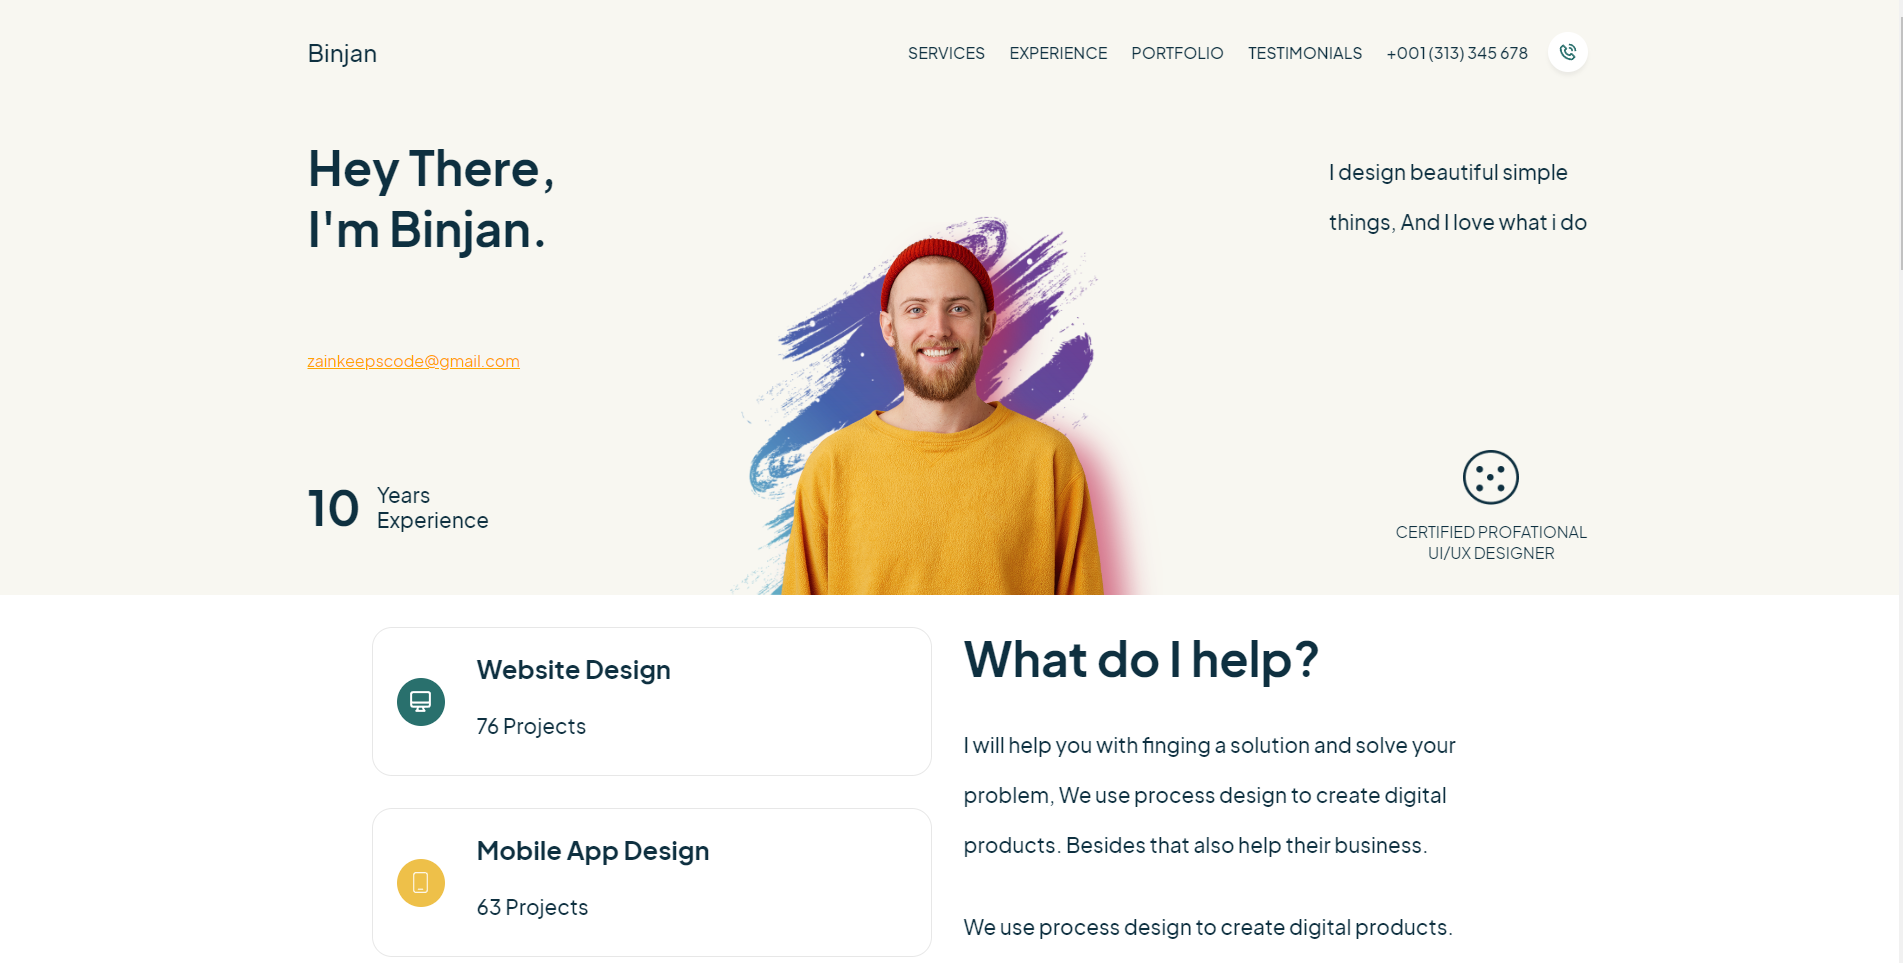 Binjan
SERVICES EXPERIENCE PORTFOLIO TESTIMONIALS +001 (313) 345 678
Hey There,
I'm Binjan.
I design beautiful simple
things, And I love what i do
zainkeepscode@gmail.com
10 Years
Experience
CERTIFIED PROFATIONAL
UI/UX DESIGNER
Website Design
76 Projects
Mobile App Design
63 Projects
What do I help?
I will help you with finging a solution and solve your
problem, We use process design to create digital
products. Besides that also help their business.
We use process design to create digital products.